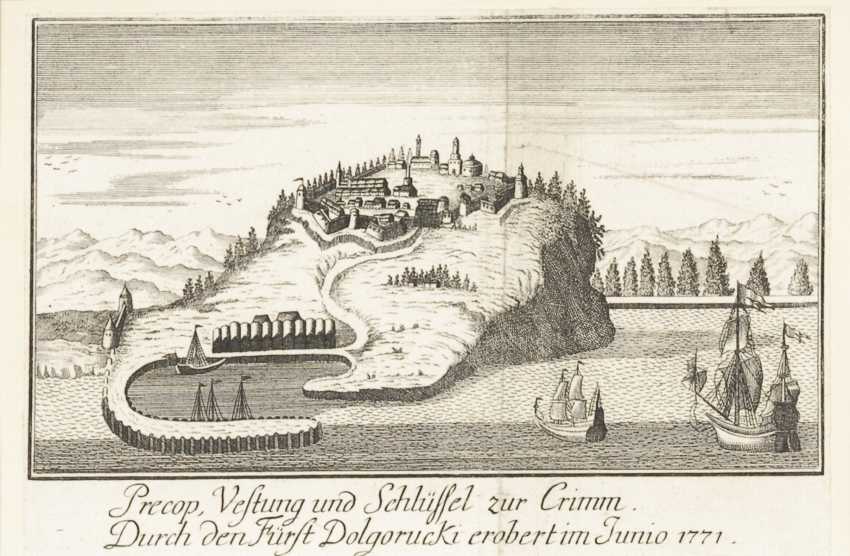 Precop, Vestung und Schlüssel zur Crimm.
Durch den Fürst Dolgorucki erobert im Junio 1771.